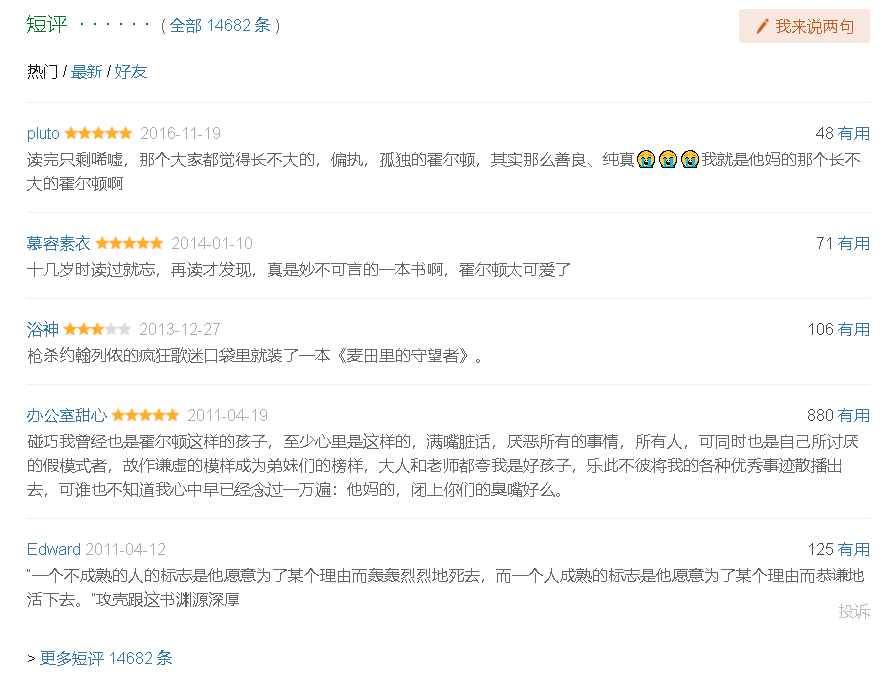 短评 · · · · · · ( 全部 14682 条 )
我来说两句
热门 / 最新 / 好友
pluto 2016-11-19
48 有用
读完只剩唏嘘，那个大家都觉得长不大的，偏执，孤独的霍尔顿，其实那么善良、纯真😭😭😭我就是他妈的那个长不
大的霍尔顿啊
慕容素衣 2014-01-10
71 有用
十几岁时读过就忘，再读才发现，真是妙不可言的一本书啊，霍尔顿太可爱了
浴神 2013-12-27
106 有用
枪杀约翰列侬的疯狂歌迷口袋里就装了一本《麦田里的守望者》。
办公室甜心 2011-04-19
880 有用
碰巧我曾经也是霍尔顿这样的孩子，至少心里是这样的，满嘴脏话，厌恶所有的事情，所有人，可同时也是自己所讨厌
的假模式者，故作谦虚的模样成为弟妹们的榜样，大人和老师都夸我是好孩子，乐此不彼将我的各种优秀事迹散播出
去，可谁也不知道我心中早已经念过一万遍：他妈的，闭上你们的臭嘴好么。
Edward 2011-04-12
125 有用
“一个不成熟的人的标志是他愿意为了某个理由而轰轰烈烈地死去，而一个人成熟的标志是他愿意为了某个理由而恭谦地
活下去。”攻壳跟这书渊源深厚
投诉
> 更多短评 14682 条